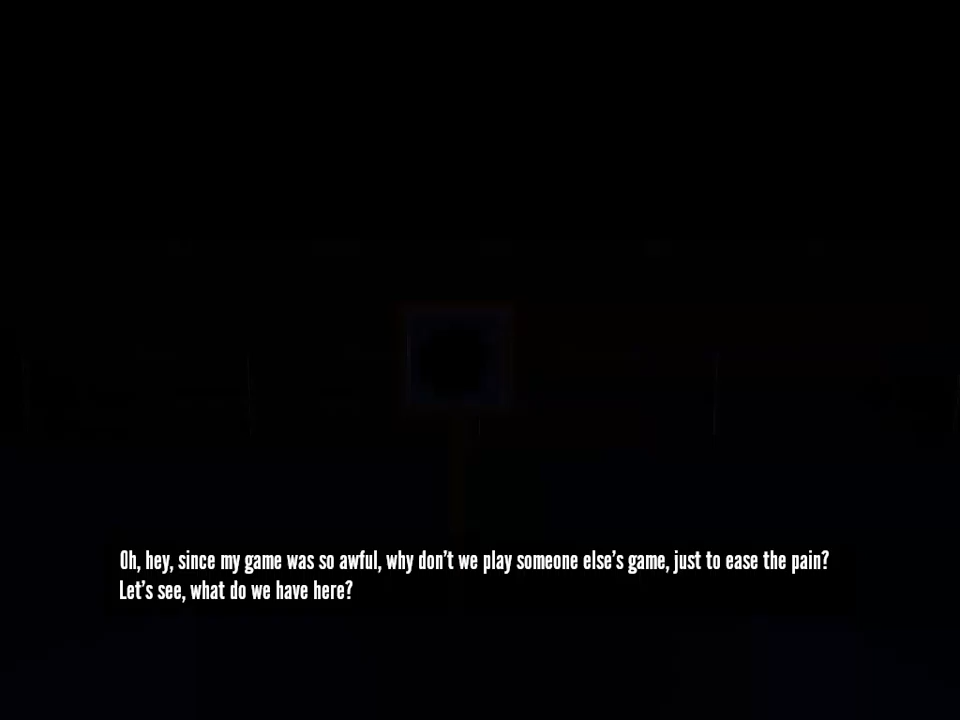 Oh, hey, since my game was so awful, why don't we play someone else's game, just to ease the pain?
Let's see, what do we have here?